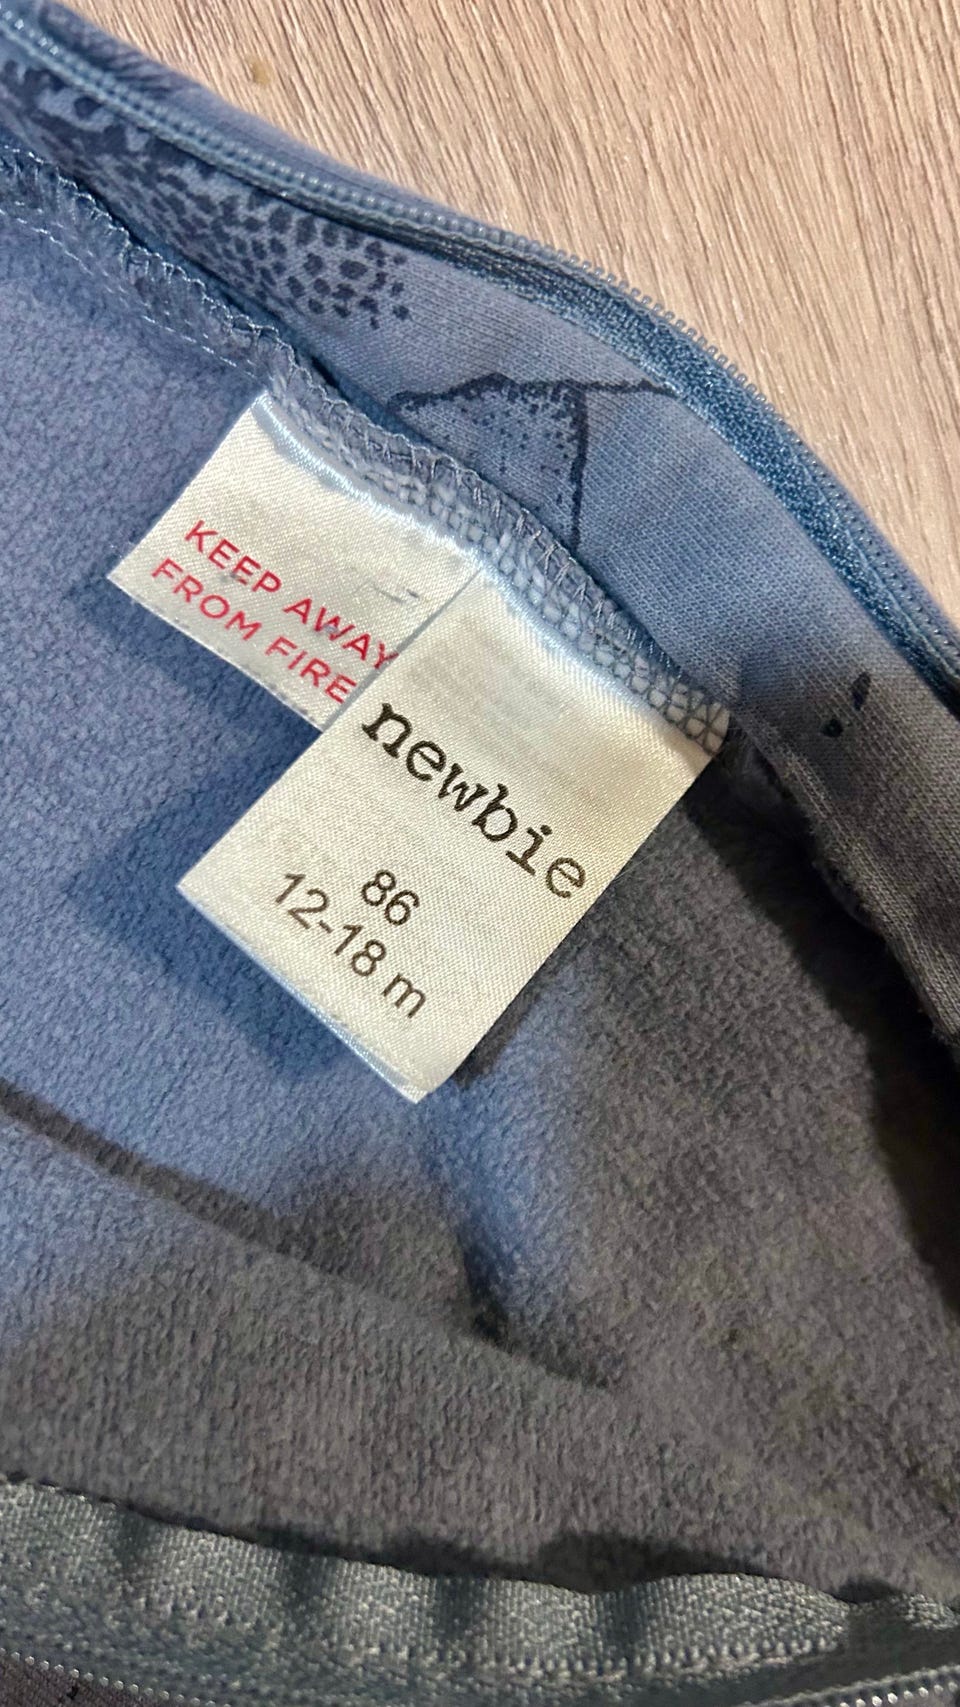 KEEP AWAY
FROM FIRE
newbie
86
12-18 m